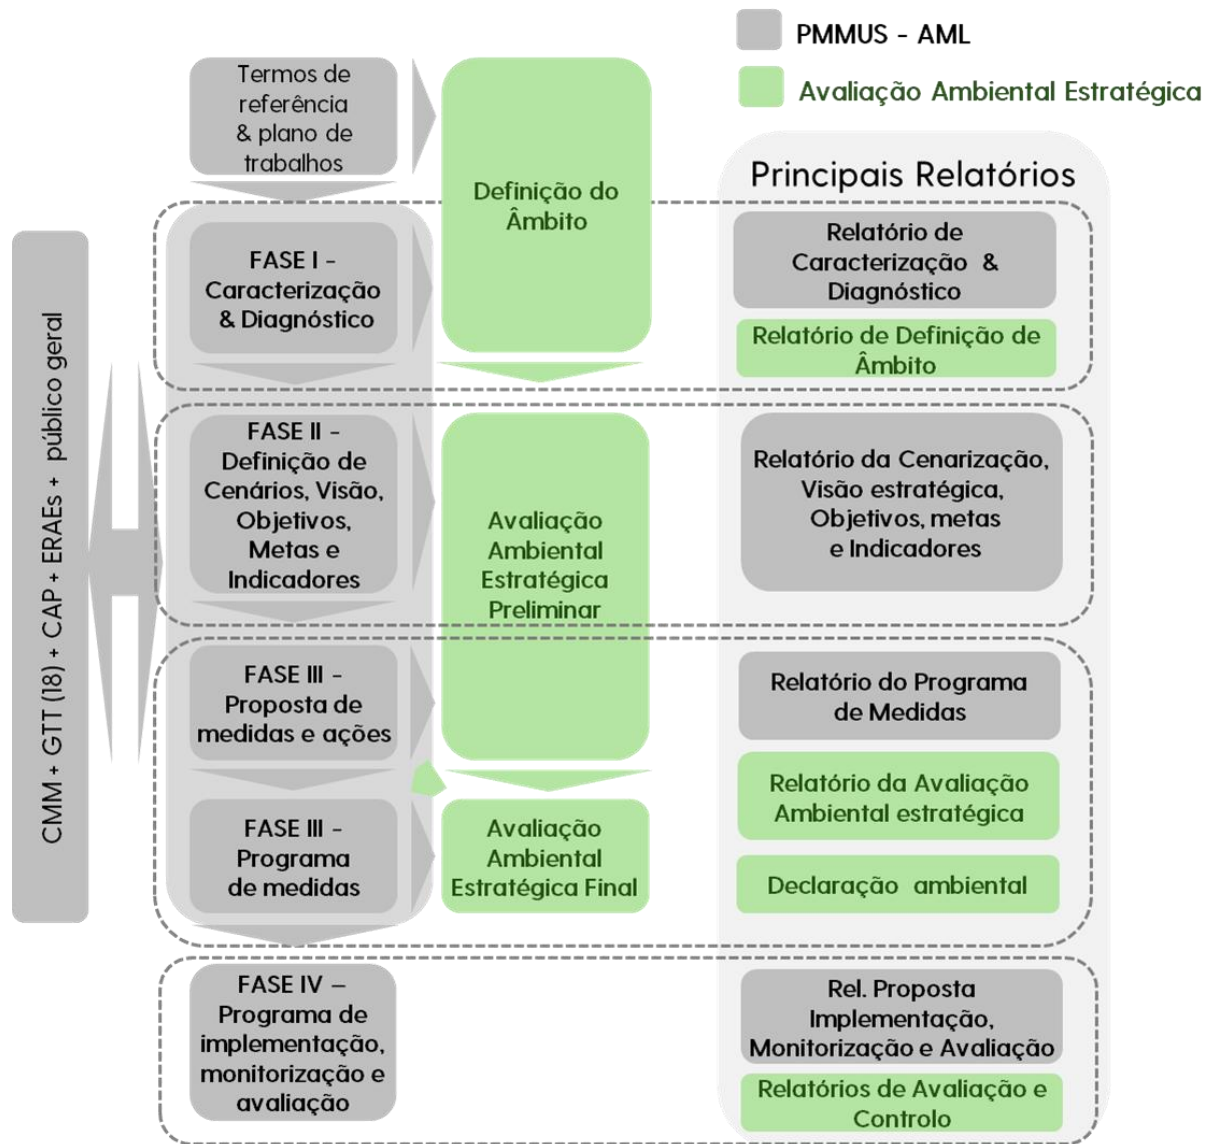 PMMUS - AML
Avaliação Ambiental Estratégica
Termos de
referência
& plano de
trabalhos
Definição do
Âmbito
Principais Relatórios
CMM + GTT (18) + CAP + ERAEs + público geral
FASE I -
Caracterização
& Diagnóstico
Relatório de
Caracterização &
Diagnóstico
Relatório de Definição de
Âmbito
FASE II -
Definição de
Cenários, Visão,
Objetivos,
Metas e
Indicadores
Avaliação
Ambiental
Estratégica
Preliminar
Relatório da Cenarização,
Visão estratégica,
Objetivos, metas
e Indicadores
FASE III -
Proposta de
medidas e ações
Relatório do Programa
de Medidas
Relatório da Avaliação
Ambiental estratégica
FASE III -
Programa
de medidas
Avaliação
Ambiental
Estratégica Final
Declaração ambiental
FASE IV –
Programa de
implementação,
monitorização e
avaliação
Rel. Proposta
Implementação,
Monitorização e Avaliação
Relatórios de Avaliação e
Controlo